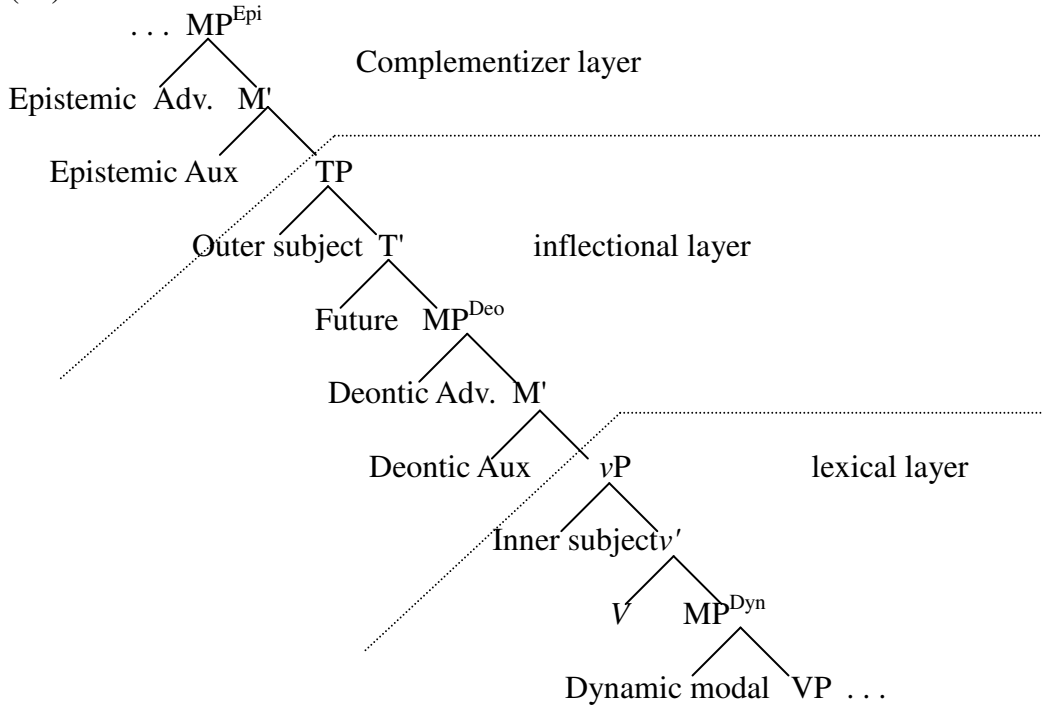 . . . MP^Epi
Complementizer layer
Epistemic Adv. M'
Epistemic Aux TP
Outer subject T' inflectional layer
Future MP^Deo
Deontic Adv. M'
Deontic Aux vP lexical layer
Inner subject v'
V MP^Dyn
Dynamic modal VP . . .